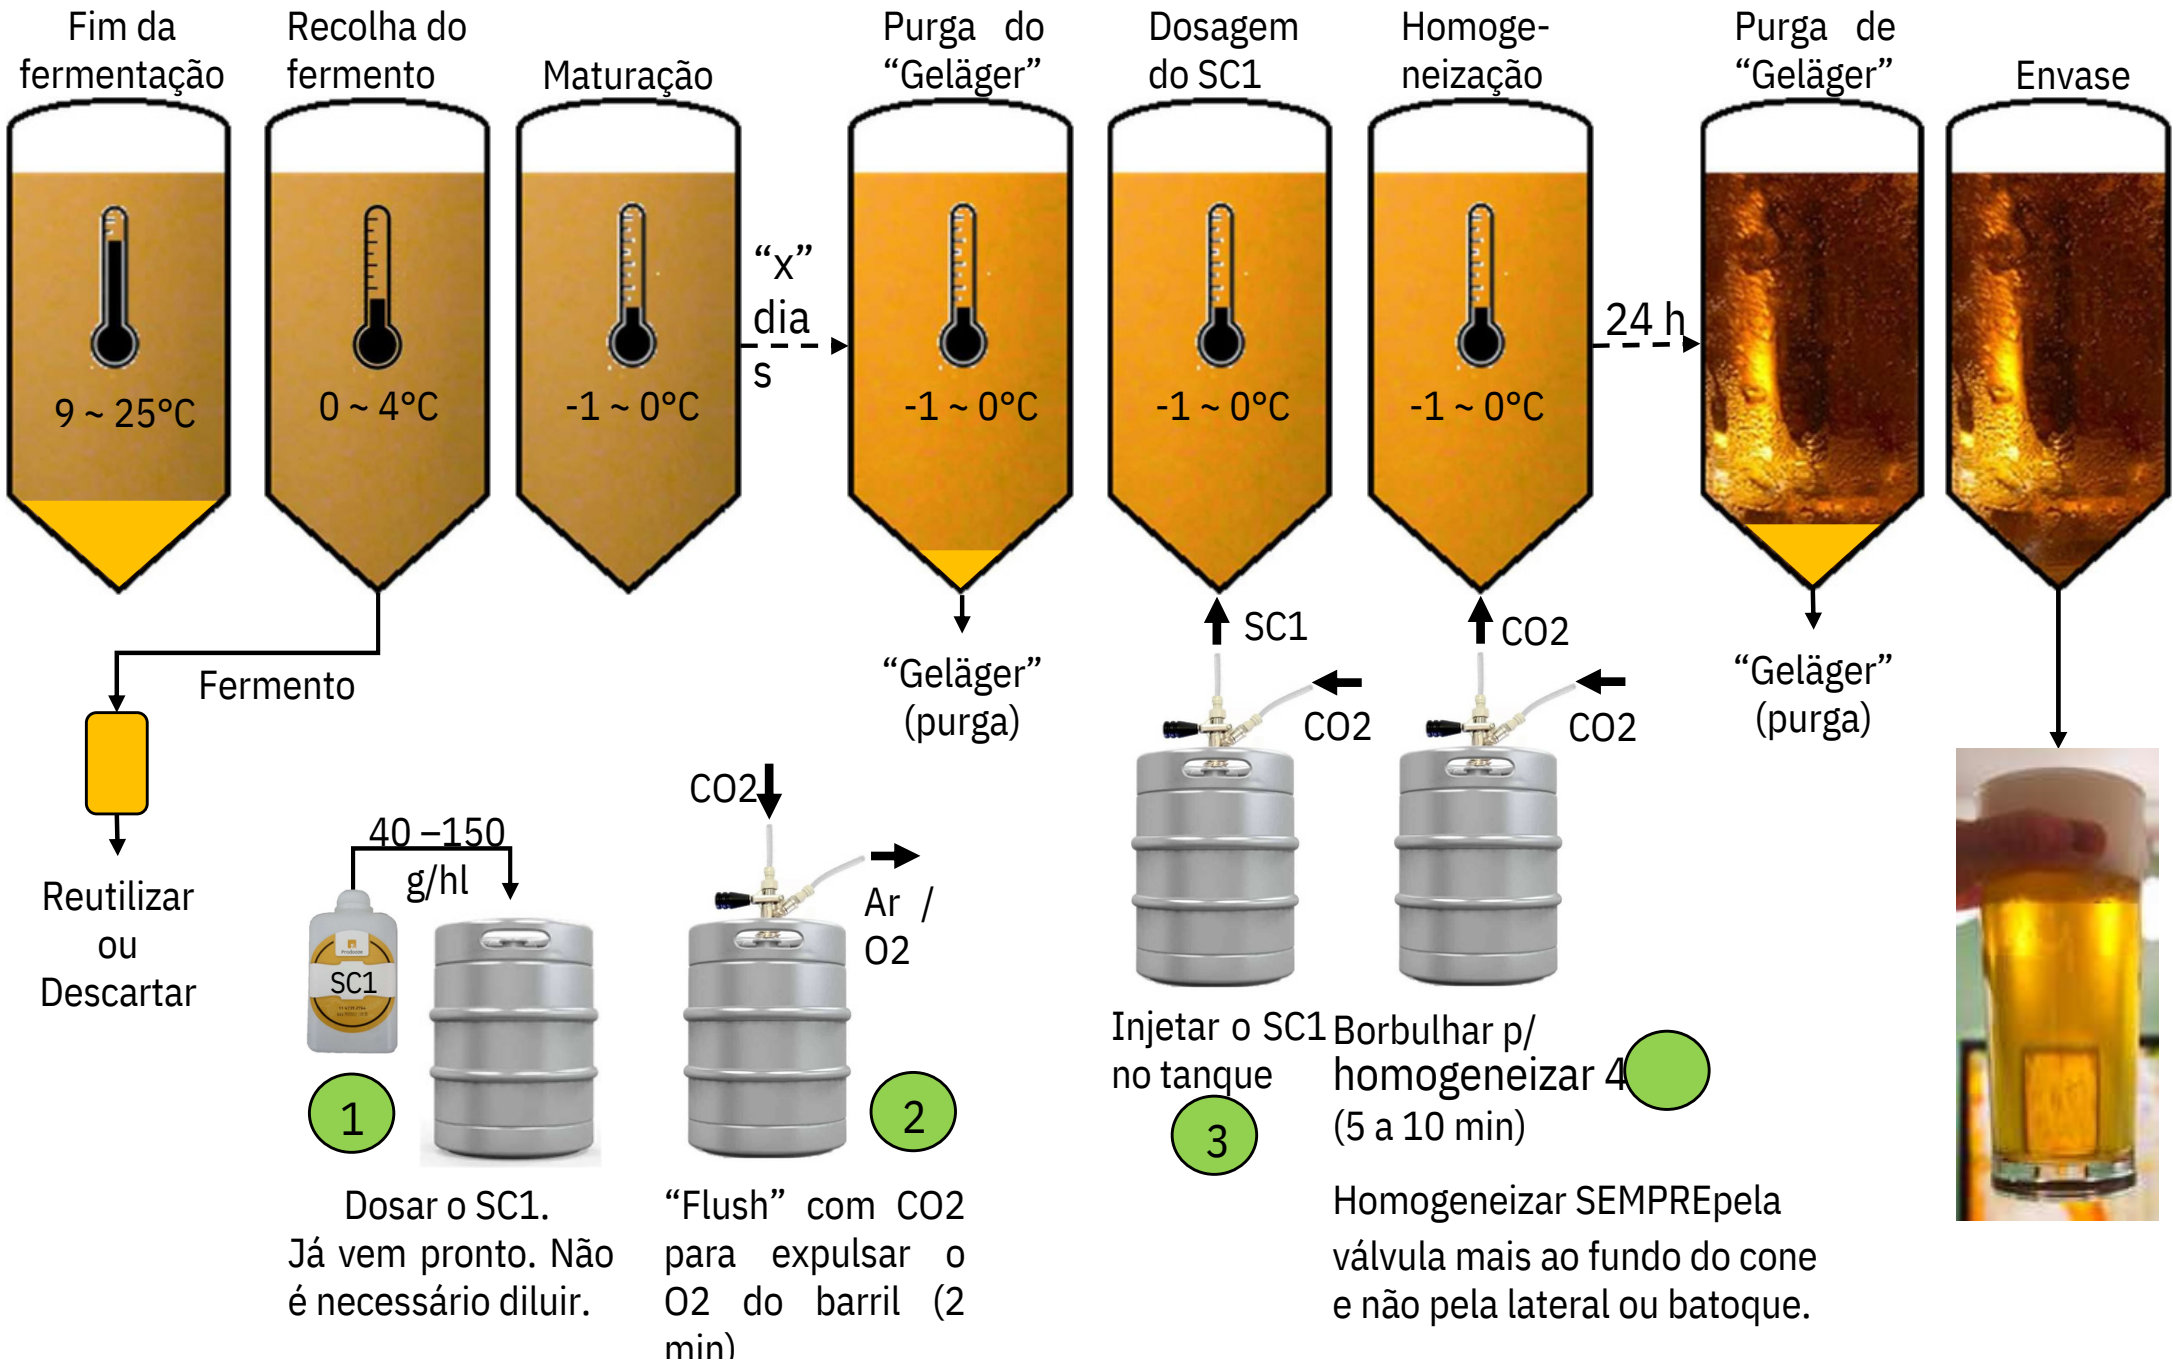 Fim da
fermentação
Recolha do
fermento
Maturação
Purga do
“Geläger”
Dosagem
do SC1
Homoge-
neização
Purga de
“Geläger”
Envase
9 ~ 25°C
0 ~ 4°C
-1 ~ 0°C
“x”
dia
s
-1 ~ 0°C
-1 ~ 0°C
-1 ~ 0°C
24 h
Fermento
Reutilizar
ou
Descartar
“Geläger”
(purga)
SC1
CO2
CO2
CO2
“Geläger”
(purga)
40 –150
g/hl
SC1
1
Dosar o SC1.
Já vem pronto. Não
é necessário diluir.
CO2
Ar /
O2
2
“Flush” com CO2
para expulsar o
O2 do barril (2
min)
Injetar o SC1
no tanque
3
Borbulhar p/
homogeneizar 4
(5 a 10 min)
Homogeneizar SEMPREpela
válvula mais ao fundo do cone
e não pela lateral ou batoque.